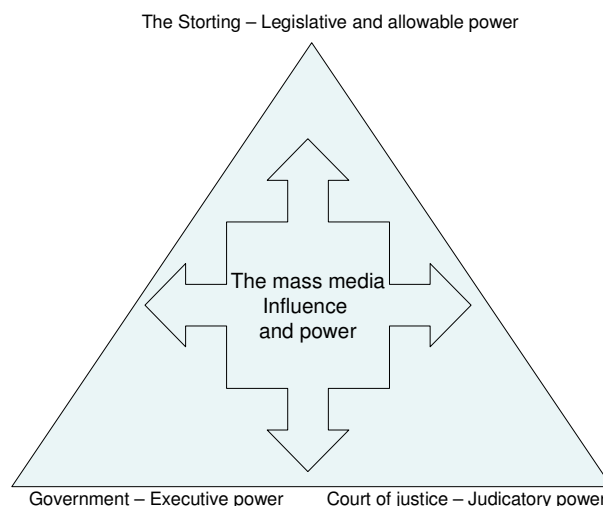 The Storting – Legislative and allowable power
The mass media
Influence
and power
Government – Executive power
Court of justice – Judicatory power